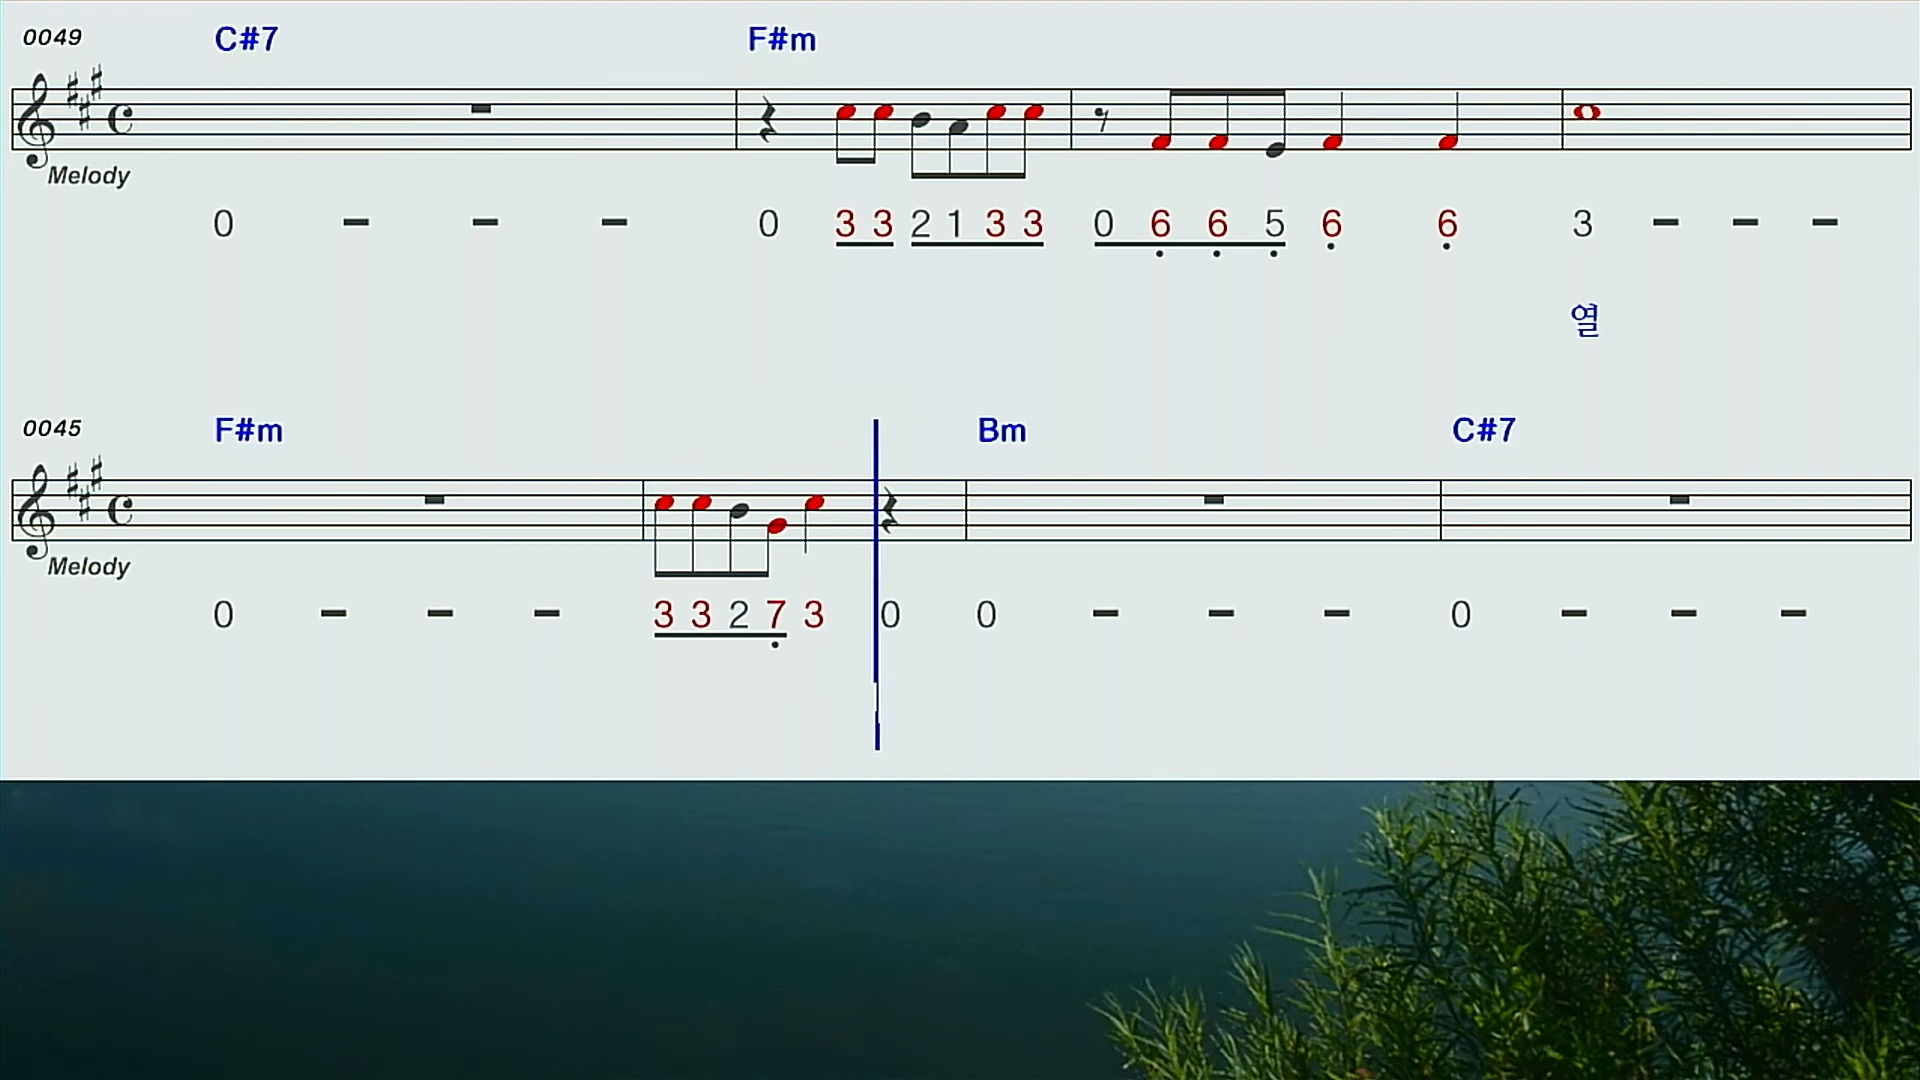 0049 C#7 F#m
Melody
0 - - - 0 3 3 2 1 3 3 0 6 6 5 6 6 3 - - -
열
0045 F#m Bm C#7
Melody
0 - - - 3 3 2 7 3 0 0 - - - 0 - - -